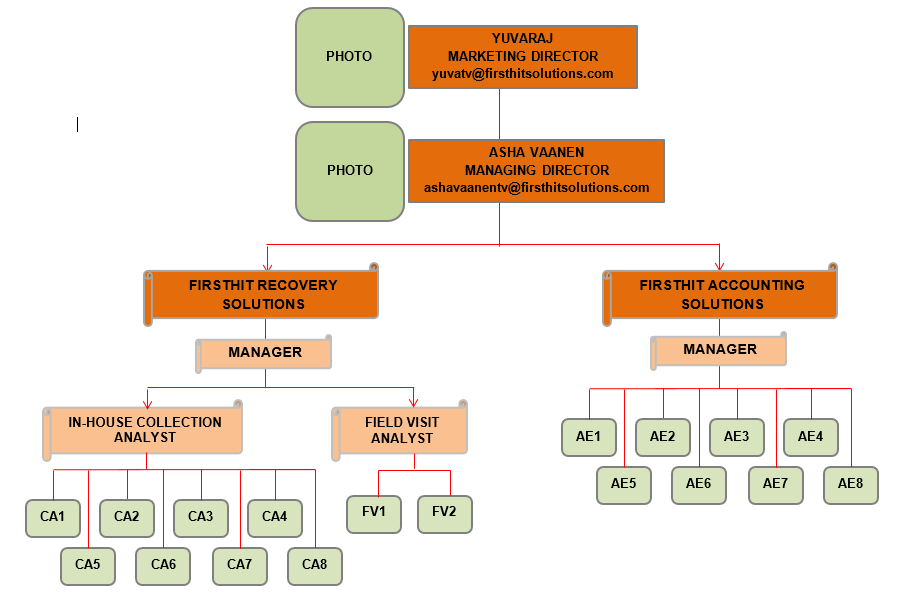 PHOTO
YUVARAJ
MARKETING DIRECTOR
yuvatv@firsthitsolutions.com
PHOTO
ASHA VAANEN
MANAGING DIRECTOR
ashavaanentv@firsthitsolutions.com
FIRSTHIT RECOVERY
SOLUTIONS
FIRSTHIT ACCOUNTING
SOLUTIONS
MANAGER
MANAGER
IN-HOUSE COLLECTION
ANALYST
FIELD VISIT
ANALYST
CA1
CA2
CA3
CA4
CA5
CA6
CA7
CA8
FV1
FV2
AE1
AE2
AE3
AE4
AE5
AE6
AE7
AE8